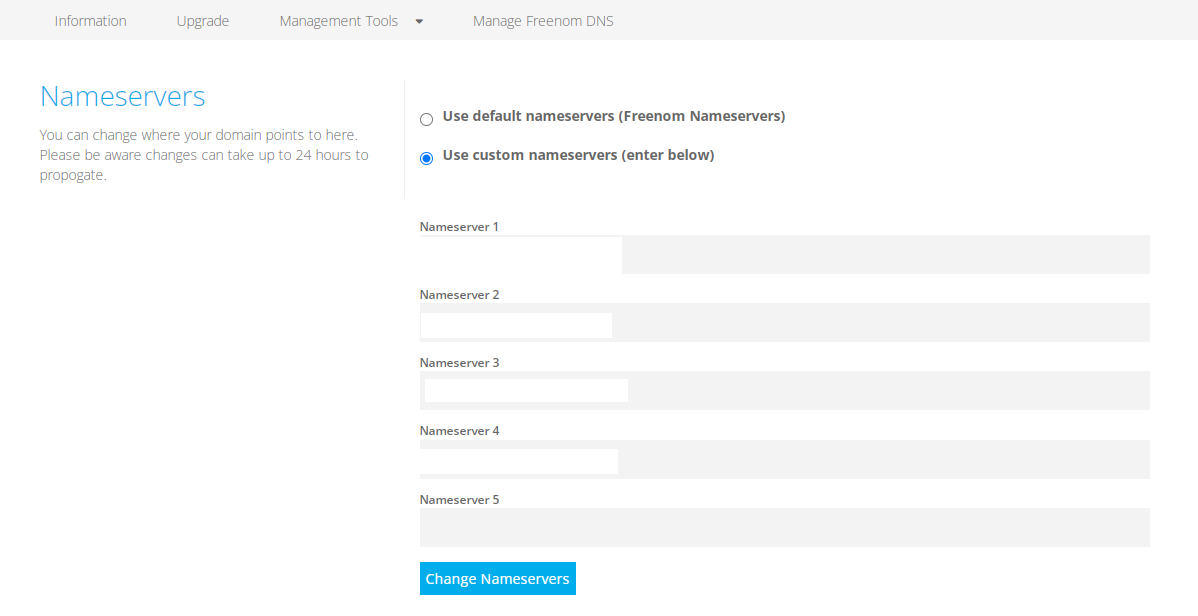 Information Upgrade Management Tools Manage Freenom DNS
Nameservers
You can change where your domain points to here.
Please be aware changes can take up to 24 hours to
propogate.
Use default nameservers (Freenom Nameservers)
Use custom nameservers (enter below)
Nameserver 1
Nameserver 2
Nameserver 3
Nameserver 4
Nameserver 5
Change Nameservers